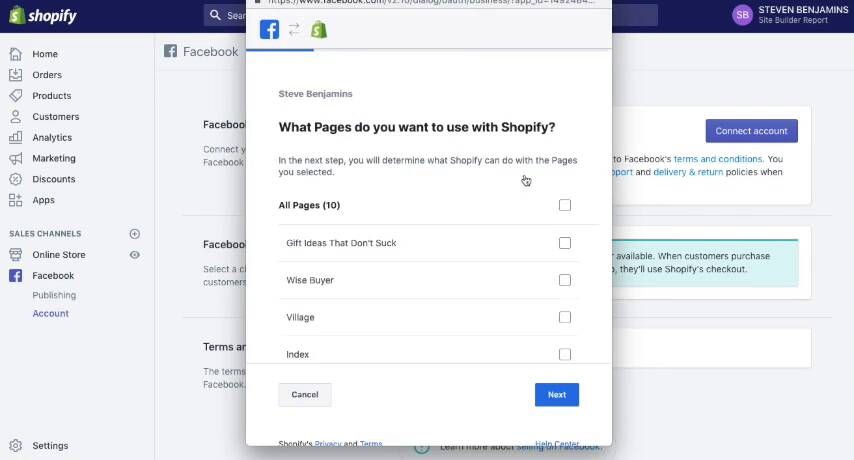 shopify
Sea
https://www.facebook.com/v2.10/dialog/oauth/business/?app_id=1492464...
SB
STEVEN BENJAMINS
Site Builder Report
Home
Orders
Products
Customers
Analytics
Marketing
Discounts
Apps
SALES CHANNELS
Online Store
Facebook
Publishing
Account
Settings
Facebook
Facebook
Connect y
Facebook
Connect account
to Facebook's terms and conditions. You
port and delivery & return policies when
Facebook
Select a c
customers
available. When customers purchase
they'll use Shopify's checkout.
Terms an
The terms
Facebook.
Learn more about selling on Facebook.
Steve Benjamins
What Pages do you want to use with Shopify?
In the next step, you will determine what Shopify can do with the Pages
you selected.
All Pages (10)
Gift Ideas That Don't Suck
Wise Buyer
Village
Index
Cancel
Next
Shopify's Privacy and Terms
Help Center